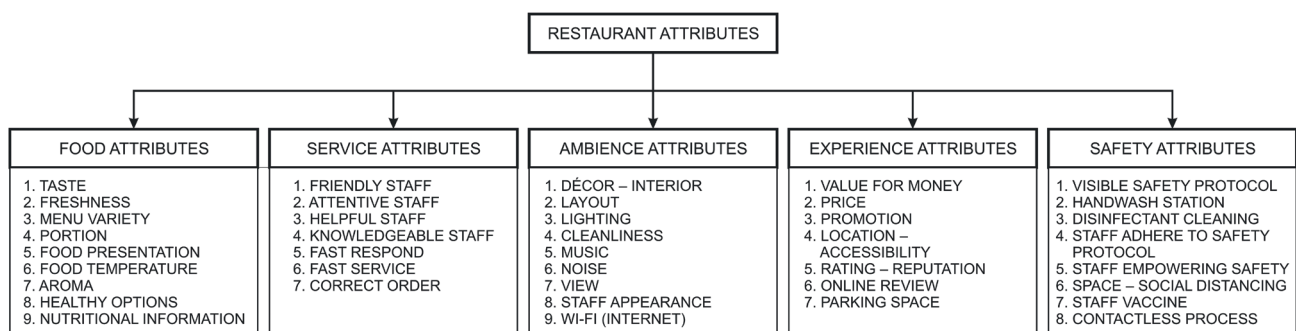 RESTAURANT ATTRIBUTES
FOOD ATTRIBUTES
1. TASTE
2. FRESHNESS
3. MENU VARIETY
4. PORTION
5. FOOD PRESENTATION
6. FOOD TEMPERATURE
7. AROMA
8. HEALTHY OPTIONS
9. NUTRITIONAL INFORMATION
SERVICE ATTRIBUTES
1. FRIENDLY STAFF
2. ATTENTIVE STAFF
3. HELPFUL STAFF
4. KNOWLEDGEABLE STAFF
5. FAST RESPOND
6. FAST SERVICE
7. CORRECT ORDER
AMBIENCE ATTRIBUTES
1. DÉCOR – INTERIOR
2. LAYOUT
3. LIGHTING
4. CLEANLINESS
5. MUSIC
6. NOISE
7. VIEW
8. STAFF APPEARANCE
9. WI-FI (INTERNET)
EXPERIENCE ATTRIBUTES
1. VALUE FOR MONEY
2. PRICE
3. PROMOTION
4. LOCATION –
ACCESSIBILITY
5. RATING – REPUTATION
6. ONLINE REVIEW
7. PARKING SPACE
SAFETY ATTRIBUTES
1. VISIBLE SAFETY PROTOCOL
2. HANDWASH STATION
3. DISINFECTANT CLEANING
4. STAFF ADHERE TO SAFETY
PROTOCOL
5. STAFF EMPOWERING SAFETY
6. SPACE – SOCIAL DISTANCING
7. STAFF VACCINE
8. CONTACTLESS PROCESS